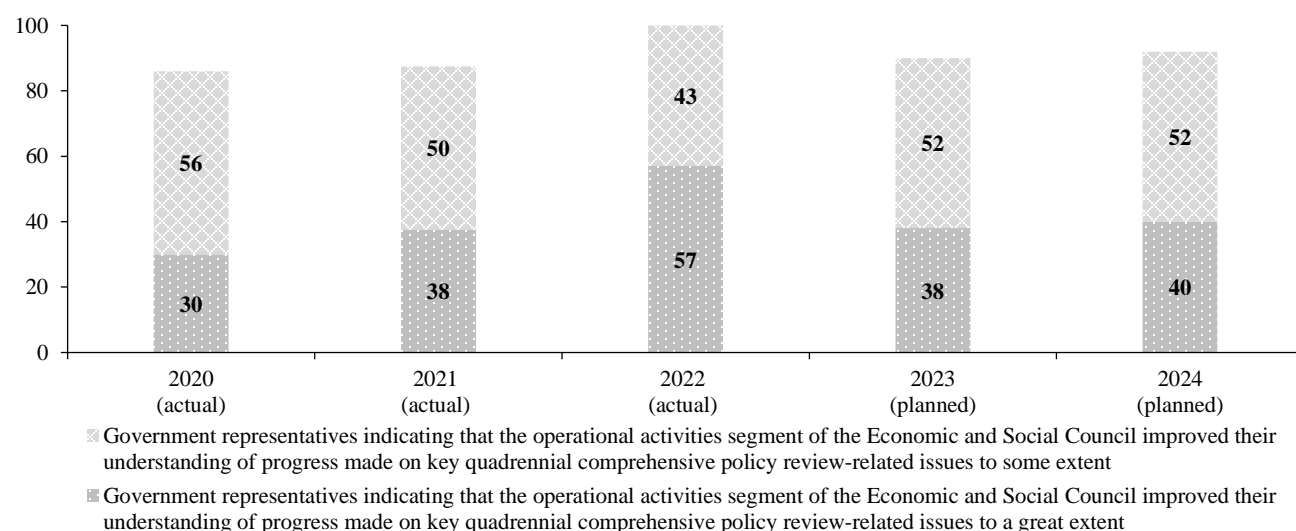 100
80
60
40
20
0
56
50
43
52
52
30
38
57
38
40
2020
(actual)
2021
(actual)
2022
(actual)
2023
(planned)
2024
(planned)
Government representatives indicating that the operational activities segment of the Economic and Social Council improved their
understanding of progress made on key quadrennial comprehensive policy review-related issues to some extent
Government representatives indicating that the operational activities segment of the Economic and Social Council improved their
understanding of progress made on key quadrennial comprehensive policy review-related issues to a great extent